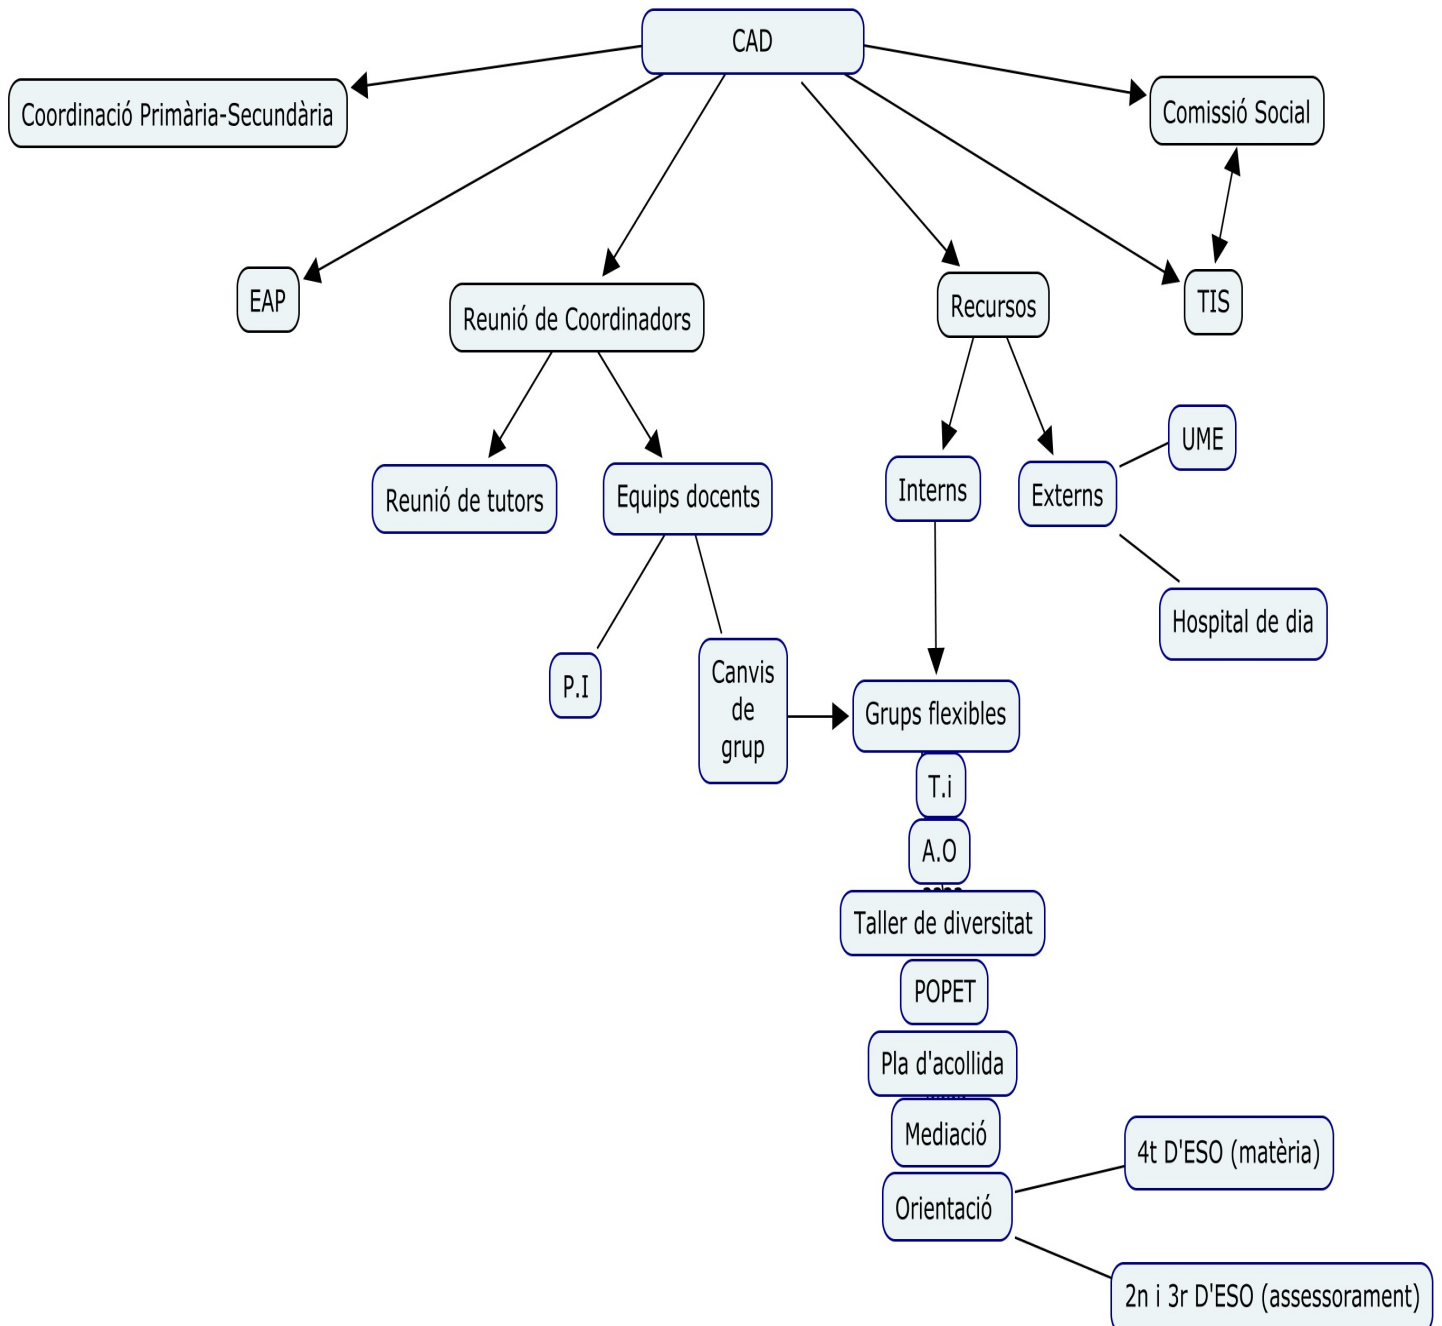 CAD
Coordinació Primària-Secundària
Comissió Social
EAP
Reunió de Coordinadors
Recursos
TIS
Reunió de tutors
Equips docents
Interns
Externs
UME
Hospital de dia
P.I
Canvis
de
grup
Grups flexibles
T.i
A.O
Taller de diversitat
POPET
Pla d'acollida
Mediació
Orientació
4t D'ESO (matèria)
2n i 3r D'ESO (assessorament)